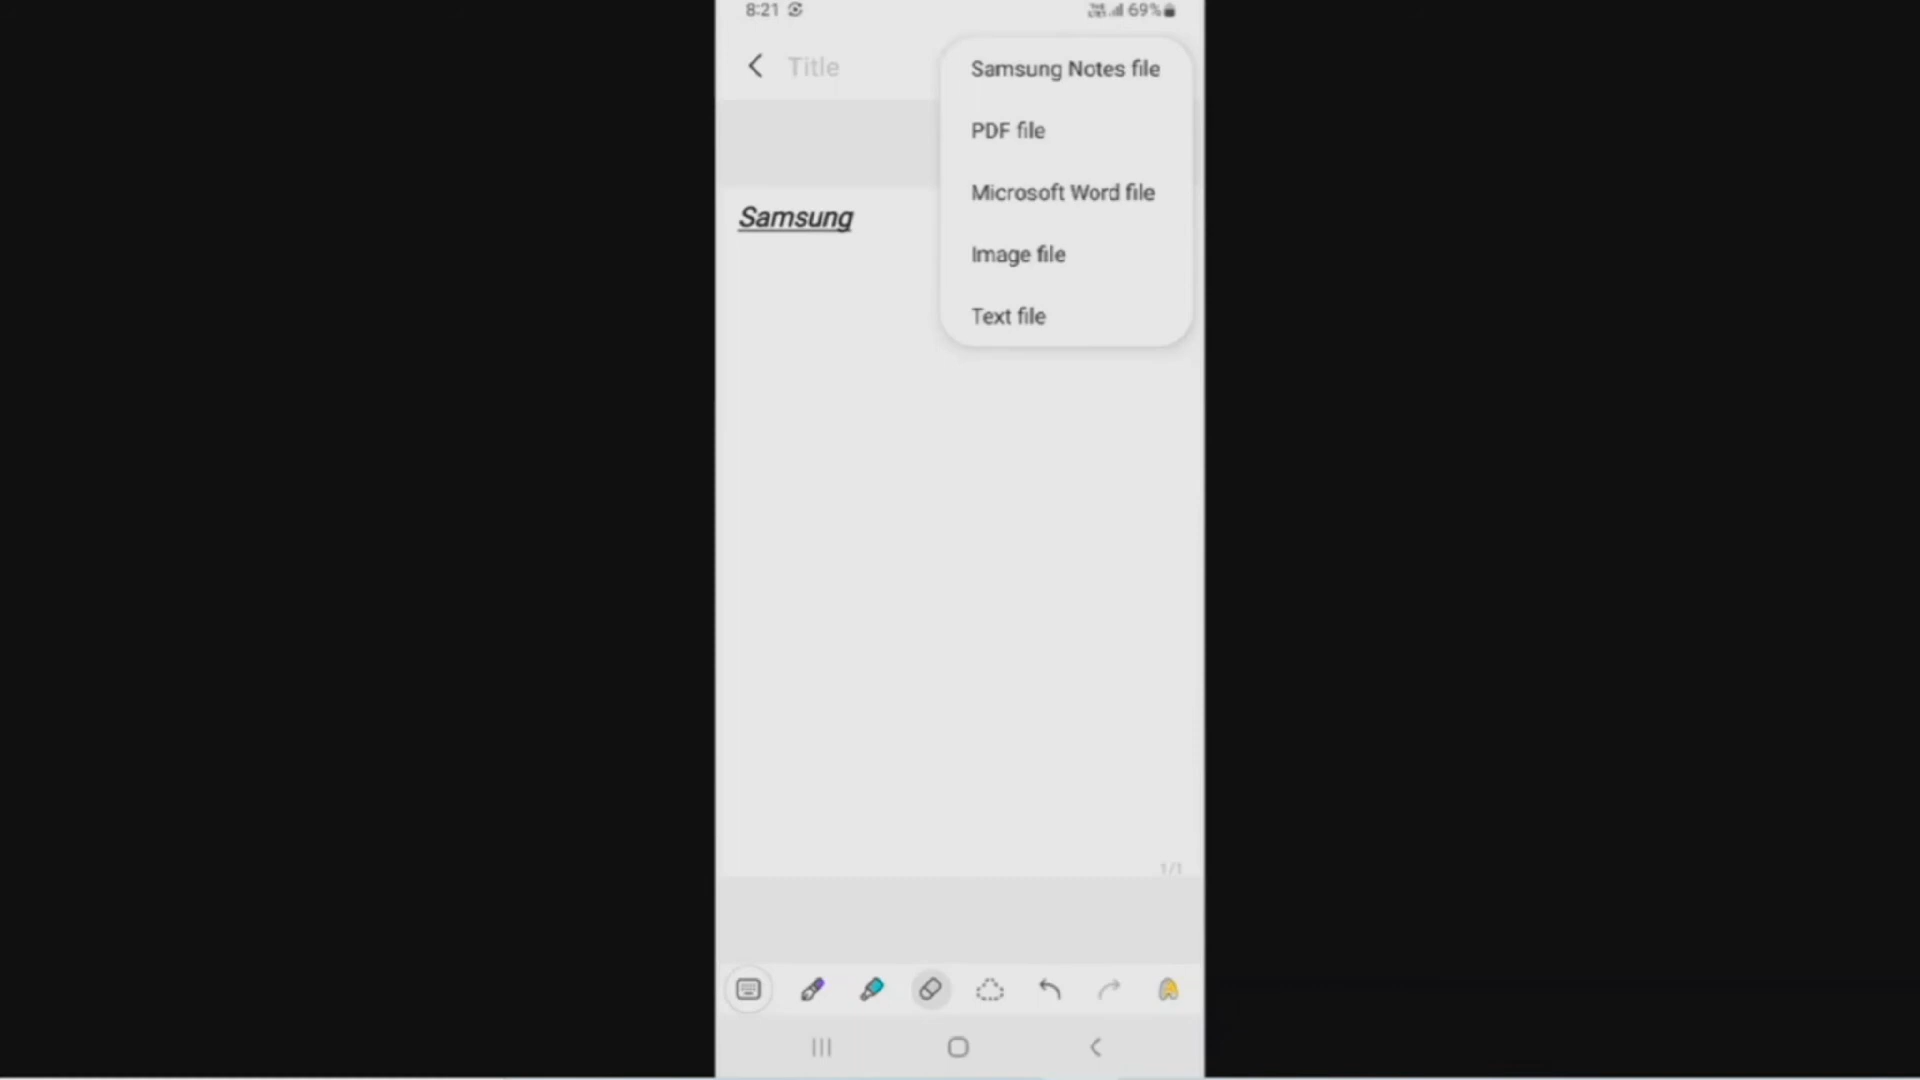 8:21
69%
Title
Samsung Notes file
PDF file
Microsoft Word file
Image file
Text file
Samsung
1/1